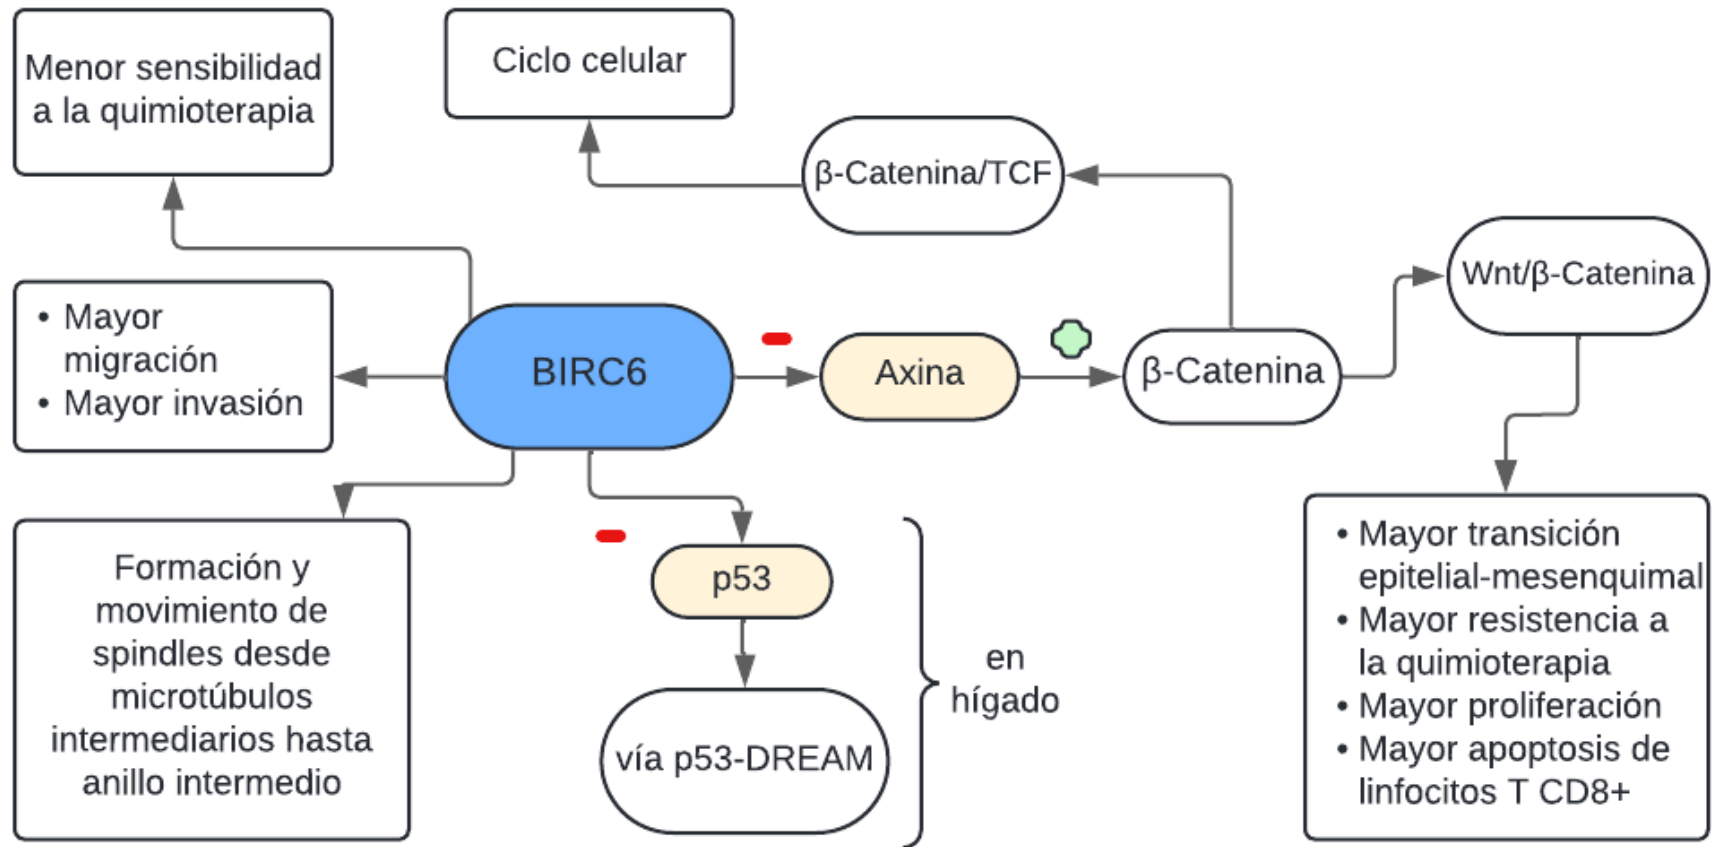 Menor sensibilidad
a la quimioterapia
Ciclo celular
β-Catenina/TCF
Wnt/β-Catenina
• Mayor
migración
• Mayor invasión
BIRC6
Axina
β-Catenina
Formación y
movimiento de
spindles desde
microtúbulos
intermediarios hasta
anillo intermedio
p53
vía p53-DREAM
en
hígado
• Mayor transición
epitelial-mesenquimal
• Mayor resistencia a
la quimioterapia
• Mayor proliferación
• Mayor apoptosis de
linfocitos T CD8+